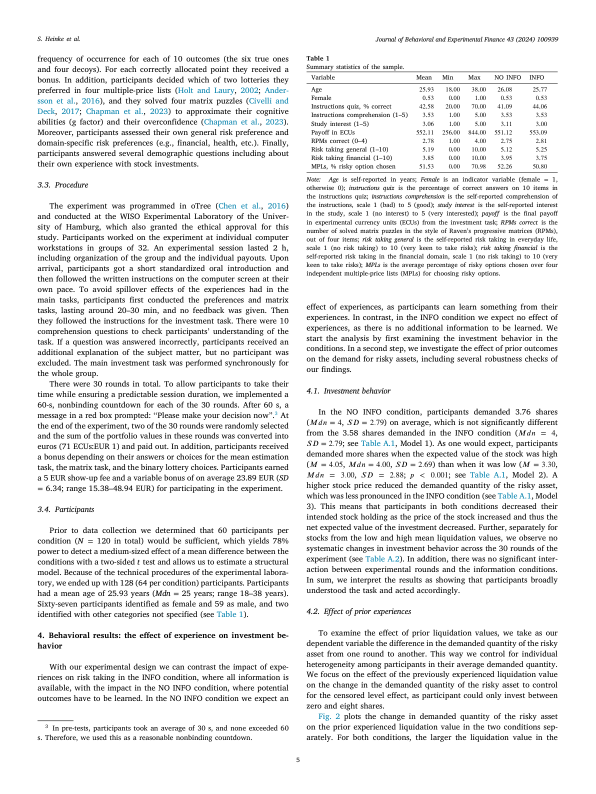 S. Heinke et al.
Journal of Behavioral and Experimental Finance 43 (2024) 100939
frequency of occurrence for each of 10 outcomes (the six true ones
and four decoys). For each correctly allocated point they received a
bonus. In addition, participants decided which of two lotteries they
preferred in four multiple-price lists (Holt and Laury, 2002; Ander-
sson et al., 2016), and they solved four matrix puzzles (Civelli and
Deck, 2017; Chapman et al., 2023) to approximate their cognitive
abilities (g factor) and their overconfidence (Chapman et al., 2023).
Moreover, participants assessed their own general risk preference and
domain-specific risk preferences (e.g., financial, health, etc.). Finally,
participants answered several demographic questions including about
their own experience with stock investments.
3.3. Procedure
The experiment was programmed in oTree (Chen et al., 2016)
and conducted at the WISO Experimental Laboratory of the Univer-
sity of Hamburg, which also granted the ethical approval for this
study. Participants worked on the experiment at individual computer
workstations in groups of 32. An experimental session lasted 2 h,
including organization of the group and the individual payouts. Upon
arrival, participants got a short standardized oral introduction and
then followed the written instructions on the computer screen at their
own pace. To avoid spillover effects of the experiences had in the
main tasks, participants first conducted the preferences and matrix
tasks, lasting around 20–30 min, and no feedback was given. Then
they followed the instructions for the investment task. There were 10
comprehension questions to check participants' understanding of the
task. If a question was answered incorrectly, participants received an
additional explanation of the subject matter, but no participant was
excluded. The main investment task was performed synchronously for
the whole group.
There were 30 rounds in total. To allow participants to take their
time while ensuring a predictable session duration, we implemented a
60-s, nonbinding countdown for each of the 30 rounds. After 60 s, a
message in a red box prompted: "Please make your decision now".3 At
the end of the experiment, two of the 30 rounds were randomly selected
and the sum of the portfolio values in these rounds was converted into
euros (71 ECUs:EUR 1) and paid out. In addition, participants received
a bonus depending on their answers or choices for the mean estimation
task, the matrix task, and the binary lottery choices. Participants earned
a 5 EUR show-up fee and a variable bonus of on average 23.89 EUR (SD
= 6.34; range 15.38–48.94 EUR) for participating in the experiment.
3.4. Participants
Prior to data collection we determined that 60 participants per
condition (N = 120 in total) would be sufficient, which yields 78%
power to detect a medium-sized effect of a mean difference between the
conditions with a two-sided t test and allows us to estimate a structural
model. Because of the technical procedures of the experimental labora-
tory, we ended up with 128 (64 per condition) participants. Participants
had a mean age of 25.93 years (Mdn = 25 years; range 18–38 years).
Sixty-seven participants identified as female and 59 as male, and two
identified with other categories not specified (see Table 1).
4. Behavioral results: the effect of experience on investment be-
havior
With our experimental design we can contrast the impact of expe-
riences on risk taking in the INFO condition, where all information is
available, with the impact in the NO INFO condition, where potential
outcomes have to be learned. In the NO INFO condition we expect an
3 In pre-tests, participants took an average of 30 s, and none exceeded 60
s. Therefore, we used this as a reasonable nonbinding countdown.
Table 1
Summary statistics of the sample.
Variable Mean Min Max NO INFO INFO
Age 25.93 18.00 38.00 26.08 25.77
Female 0.53 0.00 1.00 0.53 0.53
Instructions quiz, % correct 42.58 20.00 70.00 41.09 44.06
Instructions comprehension (1–5) 3.53 1.00 5.00 3.53 3.53
Study interest (1–5) 3.06 1.00 5.00 3.11 3.00
Payoff in ECUs 552.11 256.00 844.00 551.12 553.09
RPMs correct (0–4) 2.78 1.00 4.00 2.75 2.81
Risk taking general (1–10) 5.19 0.00 10.00 5.12 5.25
Risk taking financial (1–10) 3.85 0.00 10.00 3.95 3.75
MPLs, % risky option chosen 51.53 0.00 70.98 52.26 50.80
Note: Age is self-reported in years; Female is an indicator variable (female = 1,
otherwise 0); instructions quiz is the percentage of correct answers on 10 items in
the instructions quiz; instructions comprehension is the self-reported comprehension of
the instructions, scale 1 (bad) to 5 (good); study interest is the self-reported interest
in the study, scale 1 (no interest) to 5 (very interested); payoff is the final payoff
in experimental currency units (ECUs) from the investment task; RPMs correct is the
number of solved matrix puzzles in the style of Raven's progressive matrices (RPMs),
out of four items; risk taking general is the self-reported risk taking in everyday life,
scale 1 (no risk taking) to 10 (very keen to take risks); risk taking financial is the
self-reported risk taking in the financial domain, scale 1 (no risk taking) to 10 (very
keen to take risks); MPLs is the average percentage of risky options chosen over four
independent multiple-price lists (MPLs) for choosing risky options.
effect of experiences, as participants can learn something from their
experiences. In contrast, in the INFO condition we expect no effect of
experiences, as there is no additional information to be learned. We
start the analysis by first examining the investment behavior in the
conditions. In a second step, we investigate the effect of prior outcomes
on the demand for risky assets, including several robustness checks of
our findings.
4.1. Investment behavior
In the NO INFO condition, participants demanded 3.76 shares
(Mdn = 4, SD = 2.79) on average, which is not significantly different
from the 3.58 shares demanded in the INFO condition (Mdn = 4,
SD = 2.79; see Table A.1, Model 1). As one would expect, participants
demanded more shares when the expected value of the stock was high
(M = 4.05, Mdn = 4.00, SD = 2.69) than when it was low (M = 3.30,
Mdn = 3.00, SD = 2.88; p < 0.001; see Table A.1, Model 2). A
higher stock price reduced the demanded quantity of the risky asset,
which was less pronounced in the INFO condition (see Table A.1, Model
3). This means that participants in both conditions decreased their
intended stock holding as the price of the stock increased and thus the
net expected value of the investment decreased. Further, separately for
stocks from the low and high mean liquidation values, we observe no
systematic changes in investment behavior across the 30 rounds of the
experiment (see Table A.2). In addition, there was no significant inter-
action between experimental rounds and the information conditions.
In sum, we interpret the results as showing that participants broadly
understood the task and acted accordingly.
4.2. Effect of prior experiences
To examine the effect of prior liquidation values, we take as our
dependent variable the difference in the demanded quantity of the risky
asset from one round to another. This way we control for individual
heterogeneity among participants in their average demanded quantity.
We focus on the effect of the previously experienced liquidation value
on the change in the demanded quantity of the risky asset to control
for the censored level effect, as participant could only invest between
zero and eight shares.
Fig. 2 plots the change in demanded quantity of the risky asset
on the prior experienced liquidation value in the two conditions sep-
arately. For both conditions, the larger the liquidation value in the
5